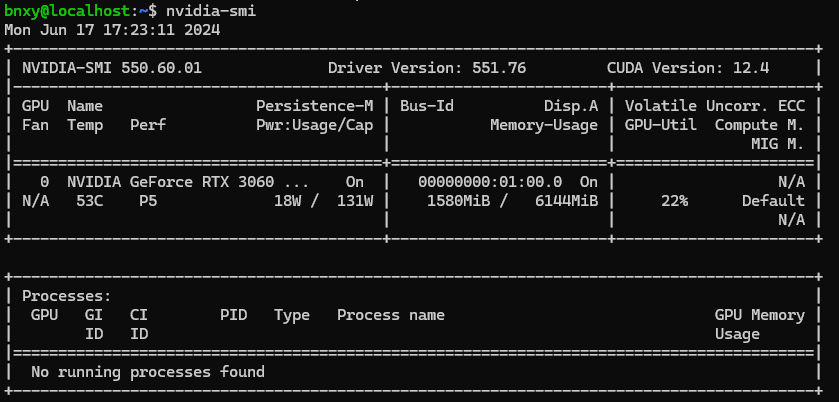 bnxy@localhost:~$ nvidia-smi
Mon Jun 17 17:23:11 2024
+-----------------------------------------------------------------------------------------+
| NVIDIA-SMI 550.60.01              Driver Version: 551.76         CUDA Version: 12.4     |
|-----------------------------------------+------------------------+----------------------+
| GPU  Name                 Persistence-M | Bus-Id          Disp.A | Volatile Uncorr. ECC |
| Fan  Temp   Perf          Pwr:Usage/Cap |           Memory-Usage | GPU-Util  Compute M. |
|                                         |                        |               MIG M. |
|=========================================+========================+======================|
|   0  NVIDIA GeForce RTX 3060 ...    On  |   00000000:01:00.0  On |                  N/A |
| N/A   53C    P5              18W /  131W |    1580MiB /   6144MiB |     22%      Default |
|                                         |                        |                  N/A |
+-----------------------------------------+------------------------+----------------------+

+-----------------------------------------------------------------------------------------+
| Processes:                                                                              |
|  GPU   GI   CI        PID   Type   Process name                              GPU Memory |
|        ID   ID                                                               Usage      |
|=========================================================================================|
|  No running processes found                                                             |
+-----------------------------------------------------------------------------------------+